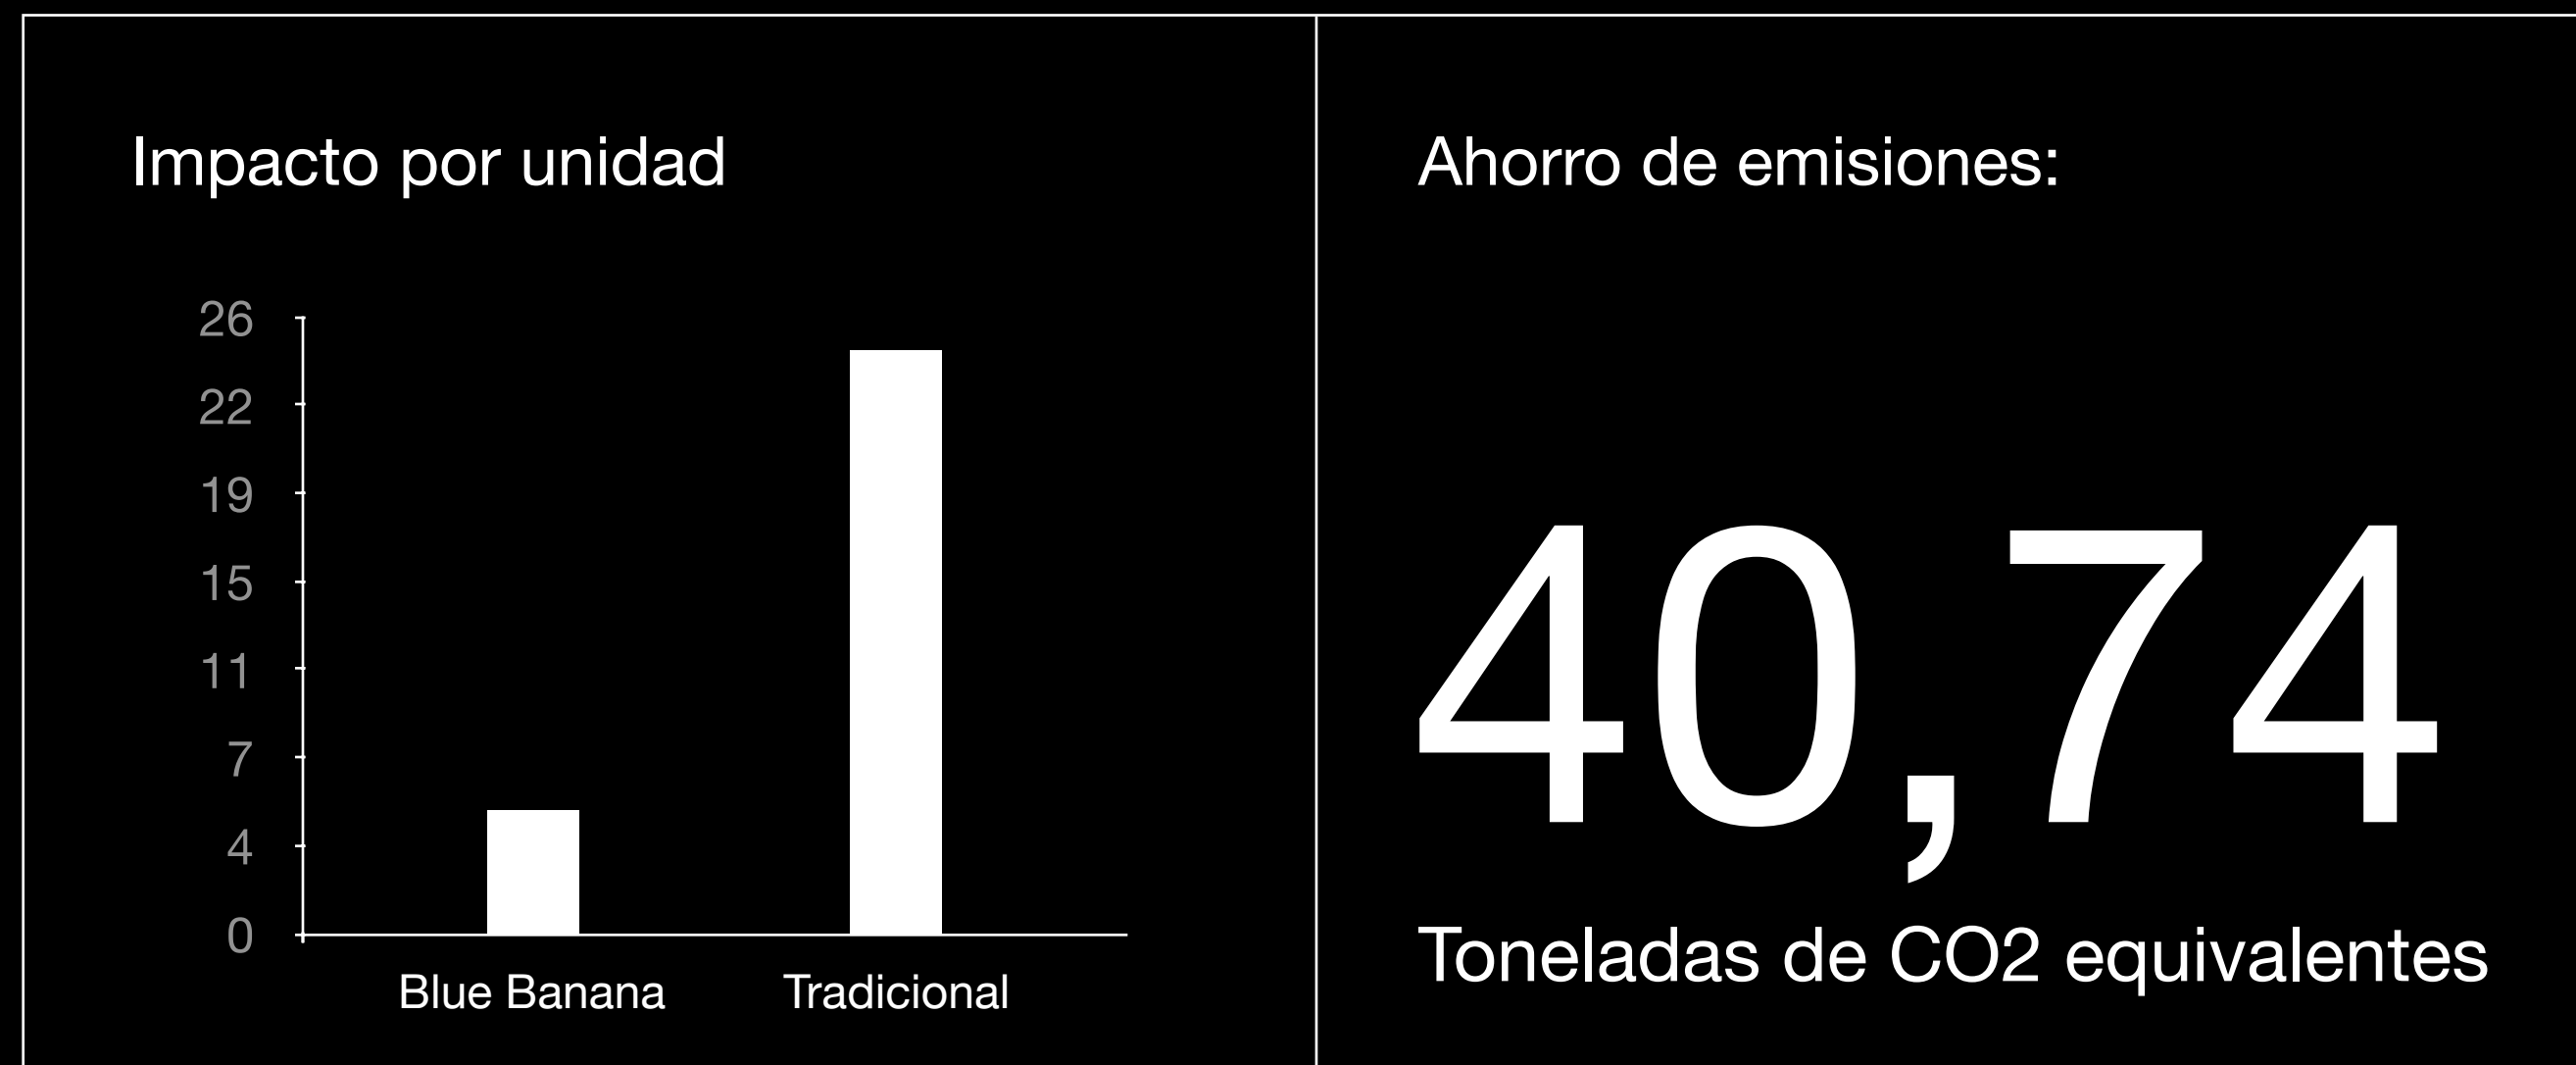 Impacto por unidad
26
22
19
15
11
7
4
0
Blue Banana
Tradicional
Ahorro de emisiones:
40,74
Toneladas de CO2 equivalentes